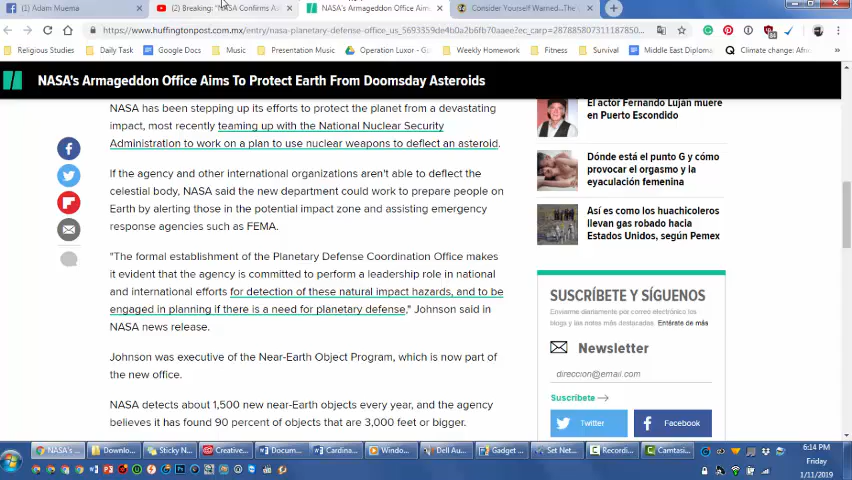 (1) Adam Muema
(2) Breaking: "NASA Confirms A
NASA's Armageddon Office Aim
Consider Yourself Warned...The
https://www.huffingtonpost.com.mx/entry/nasa-planetary-defense-office_us_5693359de4b0a2b6fb70aaee?ec_carp=287885807311187850...
Religious Studies
Daily Task
Google Docs
Music
Presentation Music
Operation Luxor - Goo
Weekly Homework
Fitness
Survival
Middle East Diplom
Climate change: Afric
NASA's Armageddon Office Aims To Protect Earth From Doomsday Asteroids
NASA has been stepping up its efforts to protect the planet from a devastating
impact, most recently teaming up with the National Nuclear Security
Administration to work on a plan to use nuclear weapons to deflect an asteroid.
If the agency and other international organizations aren't able to deflect the
celestial body, NASA said the new department could work to prepare people on
Earth by alerting those in the potential impact zone and assisting emergency
response agencies such as FEMA.
"The formal establishment of the Planetary Defense Coordination Office makes
it evident that the agency is committed to perform a leadership role in national
and international efforts for detection of these natural impact hazards, and to be
engaged in planning if there is a need for planetary defense," Johnson said in
NASA news release.
Johnson was executive of the Near-Earth Object Program, which is now part of
the new office.
NASA detects about 1,500 new near-Earth objects every year, and the agency
believes it has found 90 percent of objects that are 3,000 feet or bigger.
El actor Fernando Luján muere
en Puerto Escondido
Dónde está el punto G y cómo
provocar el orgasmo y la
eyaculación femenina
Así es como los huachicoleros
llevan gas robado hacia
Estados Unidos, según Pemex
SUSCRÍBETE Y SÍGUENOS
Enviarme diariamente por correo electrónico los
blogs y las notas más destacadas. Entérate de más
Newsletter
direccion@email.com
Suscríbete
Twitter
Facebook
NASA's ...
Downlo...
Sticky N...
Creative...
Docum...
Cardina...
Window...
Dell Au...
Gadget ...
Set Net...
Recordi...
Camtasi...
6:14 PM
Friday
1/11/2019